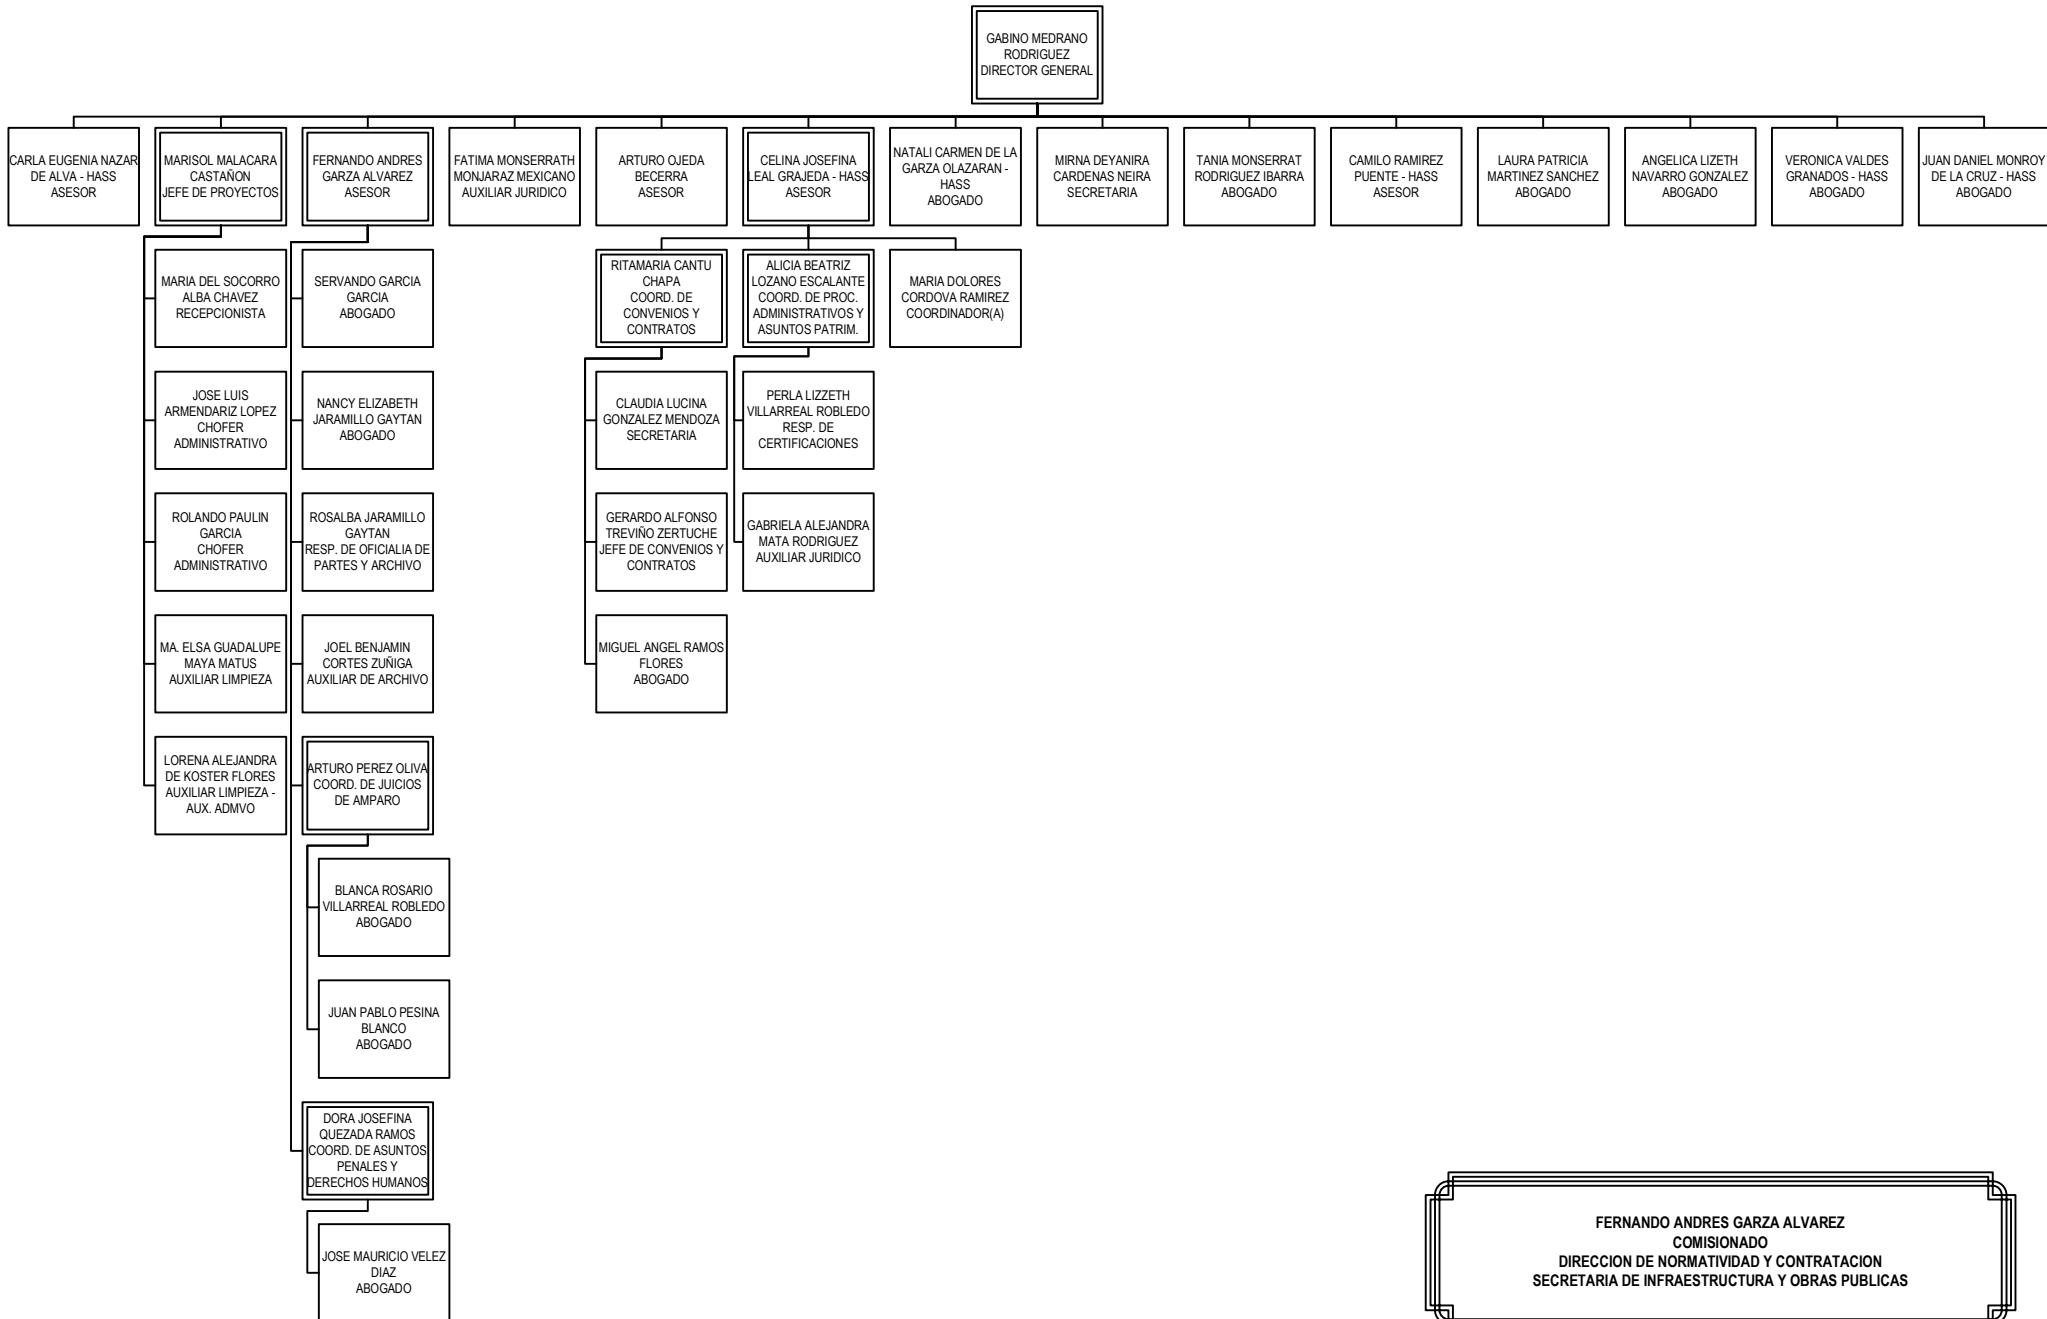 GABINO MEDRANO
RODRIGUEZ
DIRECTOR GENERAL
CARLA EUGENIA NAZAR
DE ALVA - HASS
ASESOR
MARISOL MALACARA
CASTAÑON
JEFE DE PROYECTOS
FERNANDO ANDRES
GARZA ALVAREZ
ASESOR
FATIMA MONSERRATH
MONJARAZ MEXICANO
AUXILIAR JURIDICO
ARTURO OJEDA
BECERRA
ASESOR
CELINA JOSEFINA
LEAL GRAJEDA - HASS
ASESOR
NATALI CARMEN DE LA
GARZA OLAZARAN -
HASS
ABOGADO
MIRNA DEYANIRA
CARDENAS NEIRA
SECRETARIA
TANIA MONSERRAT
RODRIGUEZ IBARRA
ABOGADO
CAMILO RAMIREZ
PUENTE - HASS
ASESOR
LAURA PATRICIA
MARTINEZ SANCHEZ
ABOGADO
ANGELICA LIZETH
NAVARRO GONZALEZ
ABOGADO
VERONICA VALDES
GRANADOS - HASS
ABOGADO
JUAN DANIEL MONROY
DE LA CRUZ - HASS
ABOGADO
MARIA DEL SOCORRO
ALBA CHAVEZ
RECEPCIONISTA
SERVANDO GARCIA
GARCIA
ABOGADO
RITAMARIA CANTU
CHAPA
COORD. DE
CONVENIOS Y
CONTRATOS
ALICIA BEATRIZ
LOZANO ESCALANTE
COORD. DE PROC.
ADMINISTRATIVOS Y
ASUNTOS PATRIM.
MARIA DOLORES
CORDOVA RAMIREZ
COORDINADOR(A)
JOSE LUIS
ARMENDARIZ LOPEZ
CHOFER
ADMINISTRATIVO
NANCY ELIZABETH
JARAMILLO GAYTAN
ABOGADO
CLAUDIA LUCINA
GONZALEZ MENDOZA
SECRETARIA
PERLA LIZZETH
VILLARREAL ROBLEDO
RESP. DE
CERTIFICACIONES
ROLANDO PAULIN
GARCIA
CHOFER
ADMINISTRATIVO
ROSALBA JARAMILLO
GAYTAN
RESP. DE OFICIALIA DE
PARTES Y ARCHIVO
GERARDO ALFONSO
TREVIÑO ZERTUCHE
JEFE DE CONVENIOS Y
CONTRATOS
GABRIELA ALEJANDRA
MATA RODRIGUEZ
AUXILIAR JURIDICO
MA. ELSA GUADALUPE
MAYA MATUS
AUXILIAR LIMPIEZA
JOEL BENJAMIN
CORTES ZUÑIGA
AUXILIAR DE ARCHIVO
MIGUEL ANGEL RAMOS
FLORES
ABOGADO
LORENA ALEJANDRA
DE KOSTER FLORES
AUXILIAR LIMPIEZA -
AUX. ADMVO
ARTURO PEREZ OLIVA
COORD. DE JUICIOS
DE AMPARO
BLANCA ROSARIO
VILLARREAL ROBLEDO
ABOGADO
JUAN PABLO PESINA
BLANCO
ABOGADO
DORA JOSEFINA
QUEZADA RAMOS
COORD. DE ASUNTOS
PENALES Y
DERECHOS HUMANOS
JOSE MAURICIO VELEZ
DIAZ
ABOGADO
FERNANDO ANDRES GARZA ALVAREZ
COMISIONADO
DIRECCION DE NORMATIVIDAD Y CONTRATACION
SECRETARIA DE INFRAESTRUCTURA Y OBRAS PUBLICAS